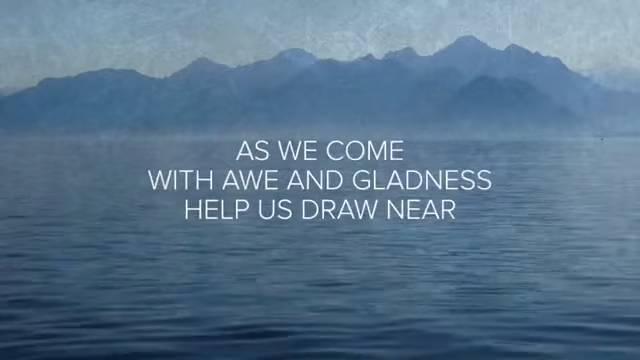 AS WE COME
WITH AWE AND GLADNESS
HELP US DRAW NEAR